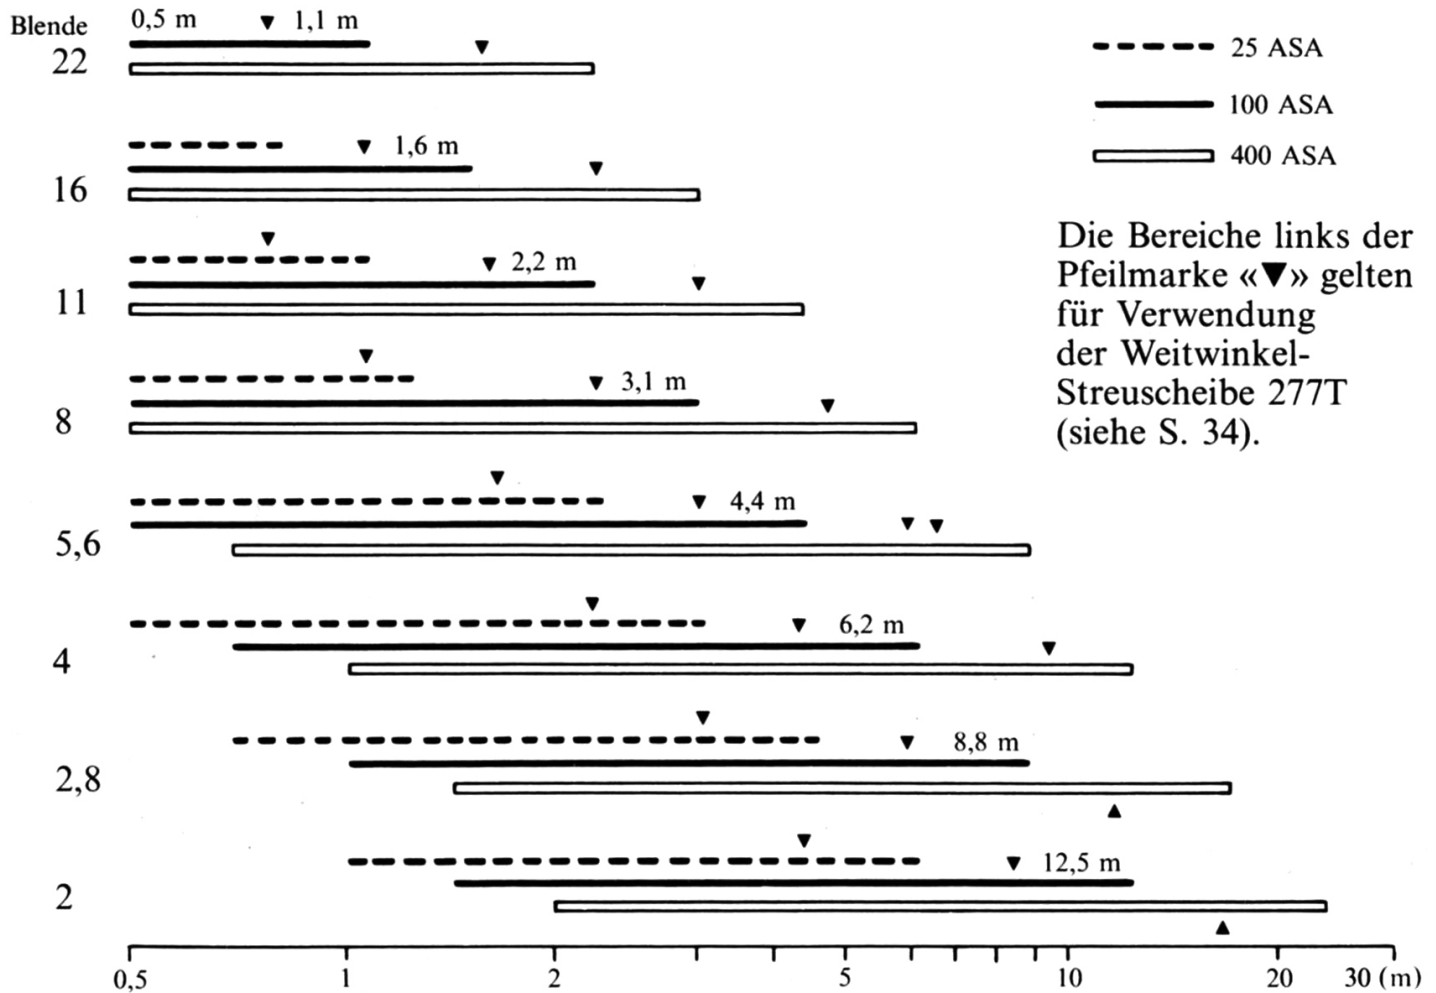 Blende
0,5 m ▼ 1,1 m
22
25 ASA
100 ASA
400 ASA
1,6 m
16
2,2 m
11
3,1 m
8
4,4 m
5,6
6,2 m
4
8,8 m
2,8
12,5 m
2
Die Bereiche links der
Pfeilmarke «▼» gelten
für Verwendung
der Weitwinkel-
Streuscheibe 277T
(siehe S. 34).
0,5 1 2 5 10 20 30 (m)